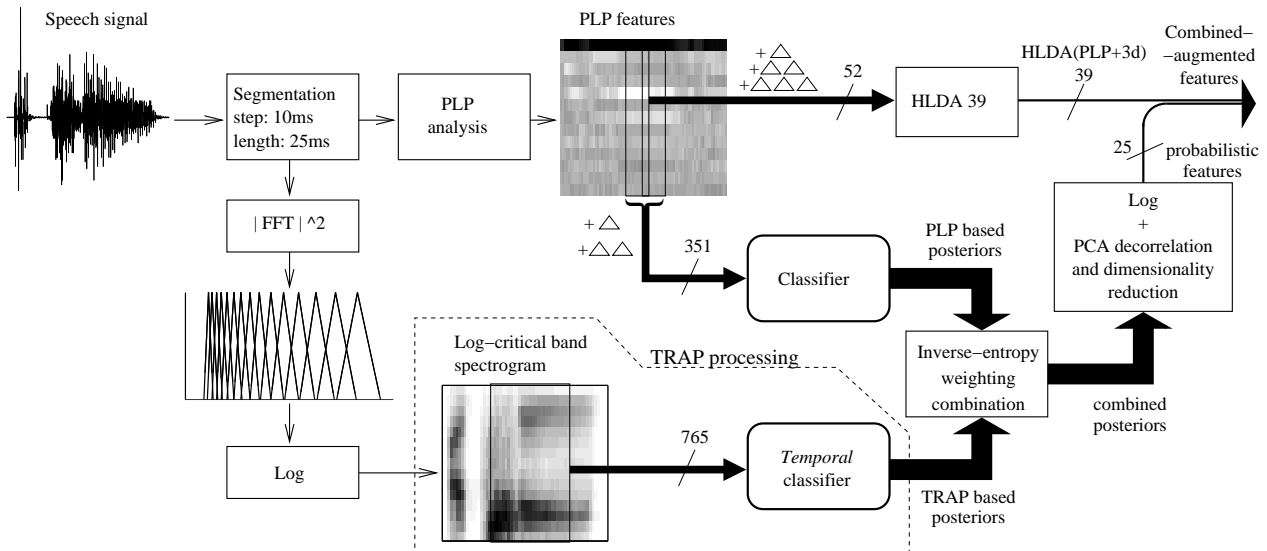 Speech signal
Segmentation
step: 10ms
length: 25ms
PLP
analysis
PLP features
+△
+△△
+△△△
52
HLDA 39
HLDA(PLP+3d)
39
Combined−
−augmented
features
25
probabilistic
features
| FFT | ^2
+△
+△△
351
Classifier
PLP based
posteriors
Log
+
PCA decorrelation
and dimensionality
reduction
Log−critical band
spectrogram
TRAP processing
Inverse−entropy
weighting
combination
combined
posteriors
Log
765
Temporal
classifier
TRAP based
posteriors